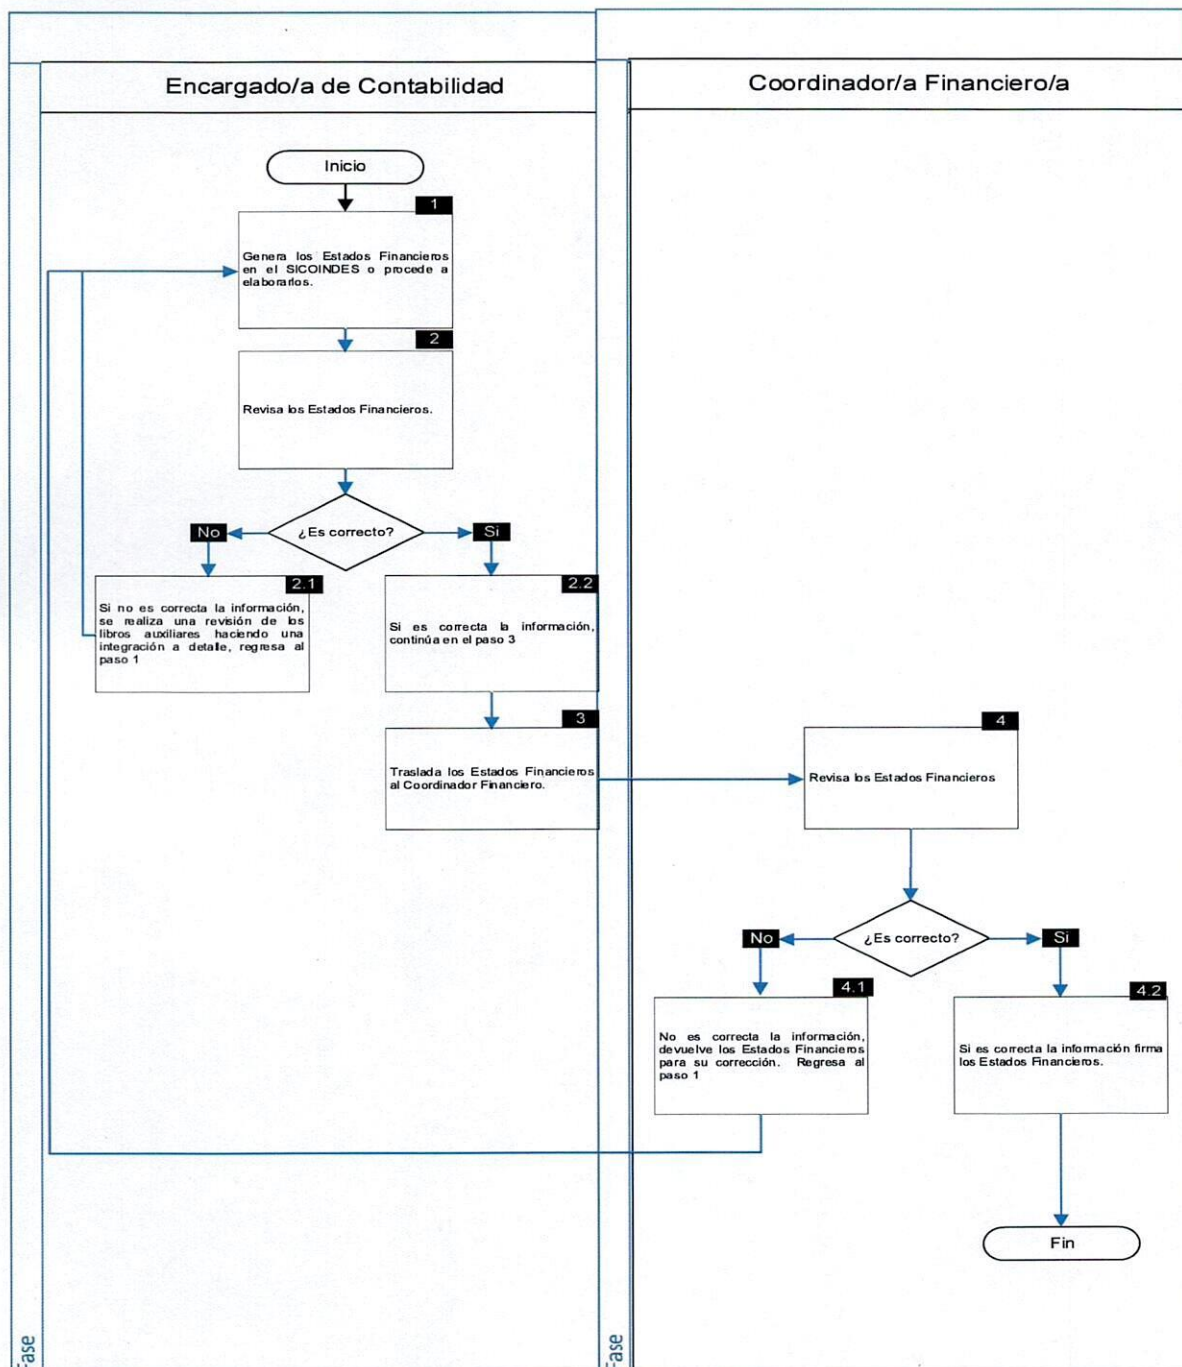 Encargado/a de Contabilidad
Coordinador/a Financiero/a
Inicio
1
Genera los Estados Financieros
en el SICOINDES o procede a
elaborarlos.
2
Revisa los Estados Financieros.
¿Es correcto?
No
Si
2.1
Si no es correcta la información,
se realiza una revisión de los
libros auxiliares haciendo una
integración a detalle, regresa al
paso 1
2.2
Si es correcta la información,
continúa en el paso 3
3
Traslada los Estados Financieros
al Coordinador Financiero.
4
Revisa los Estados Financieros
¿Es correcto?
No
Si
4.1
No es correcta la información,
devuelve los Estados Financieros
para su corrección. Regresa al
paso 1
4.2
Si es correcta la información firma
los Estados Financieros.
Fin
Fase
Fase